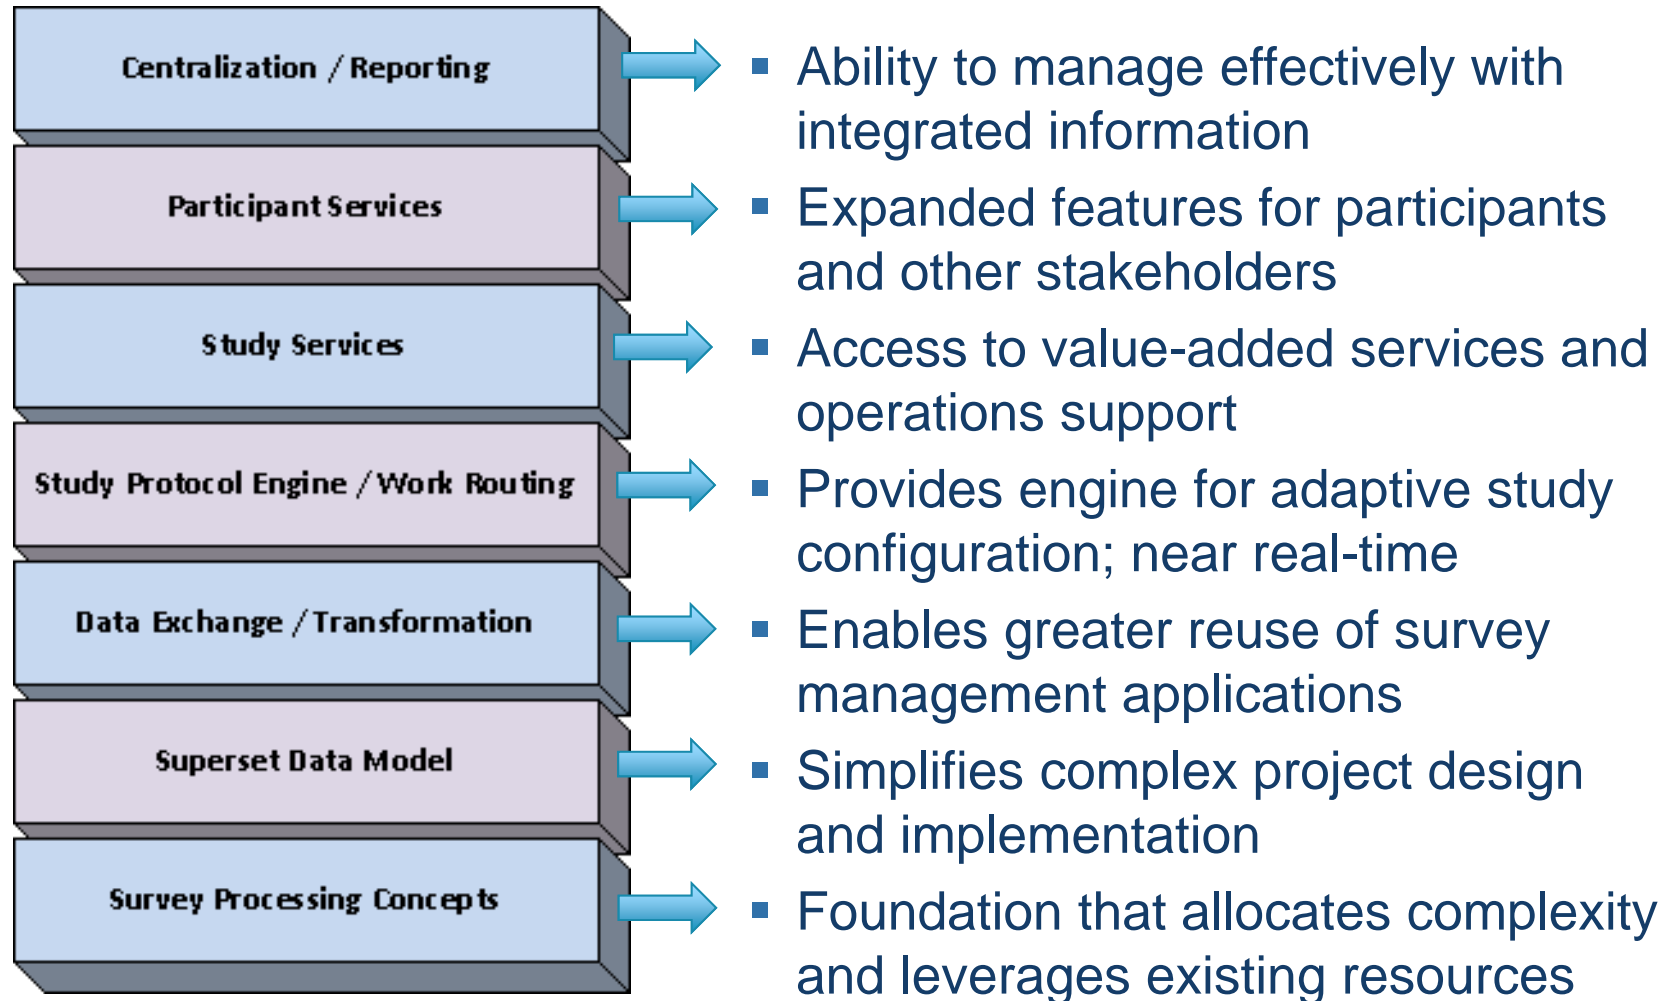 Centralization / Reporting
▪ Ability to manage effectively with
integrated information
Participant Services
▪ Expanded features for participants
and other stakeholders
Study Services
▪ Access to value-added services and
operations support
Study Protocol Engine / Work Routing
▪ Provides engine for adaptive study
configuration; near real-time
Data Exchange / Transformation
▪ Enables greater reuse of survey
management applications
Superset Data Model
▪ Simplifies complex project design
and implementation
Survey Processing Concepts
▪ Foundation that allocates complexity
and leverages existing resources